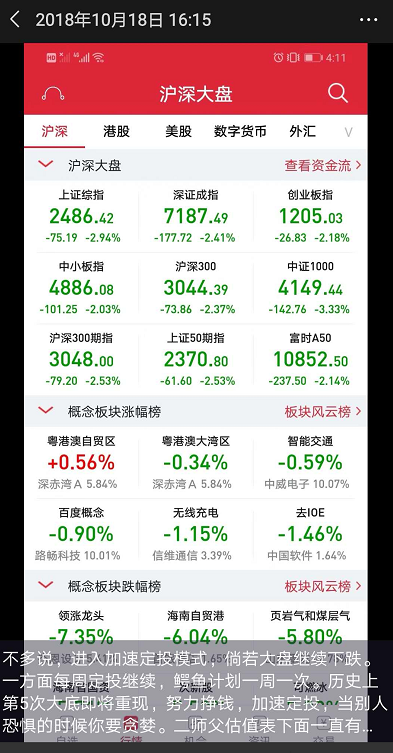 2018年10月18日 16:15
HD 4G 4:11
沪深大盘
沪深 港股 美股 数字货币 外汇
沪深大盘 查看资金流
上证综指 深证成指 创业板指
2486.42 7187.49 1205.03
-75.19 -2.94% -177.72 -2.41% -26.83 -2.18%
中小板指 沪深300 中证1000
4886.08 3044.39 4149.44
-101.25 -2.03% -73.86 -2.37% -142.76 -3.33%
沪深300期指 上证50期指 富时A50
3048.00 2370.80 10852.50
-79.20 -2.53% -61.60 -2.53% -237.50 -2.14%
概念板块涨幅榜 板块风云榜
粤港澳自贸区 粤港澳大湾区 智能交通
+0.56% -0.34% -0.59%
深赤湾A 5.84% 深赤湾A 5.84% 中威电子 10.07%
百度概念 无线充电 去IOE
-0.90% -1.15% -1.46%
路畅科技 10.01% 信维通信 3.39% 中国软件 1.64%
概念板块跌幅榜 板块风云榜
领涨龙头 海南自贸港 页岩气和煤层气
-7.35% -6.04% -5.80%
不多说，进入加速定投模式，倘若大盘继续下跌。
一方面每周定投继续，鳄鱼计划一周一次，历史上
第5次大底即将重现，努力挣钱，加速定投，当别人
恐惧的时候你要贪婪。二师父估值表下面一直有...